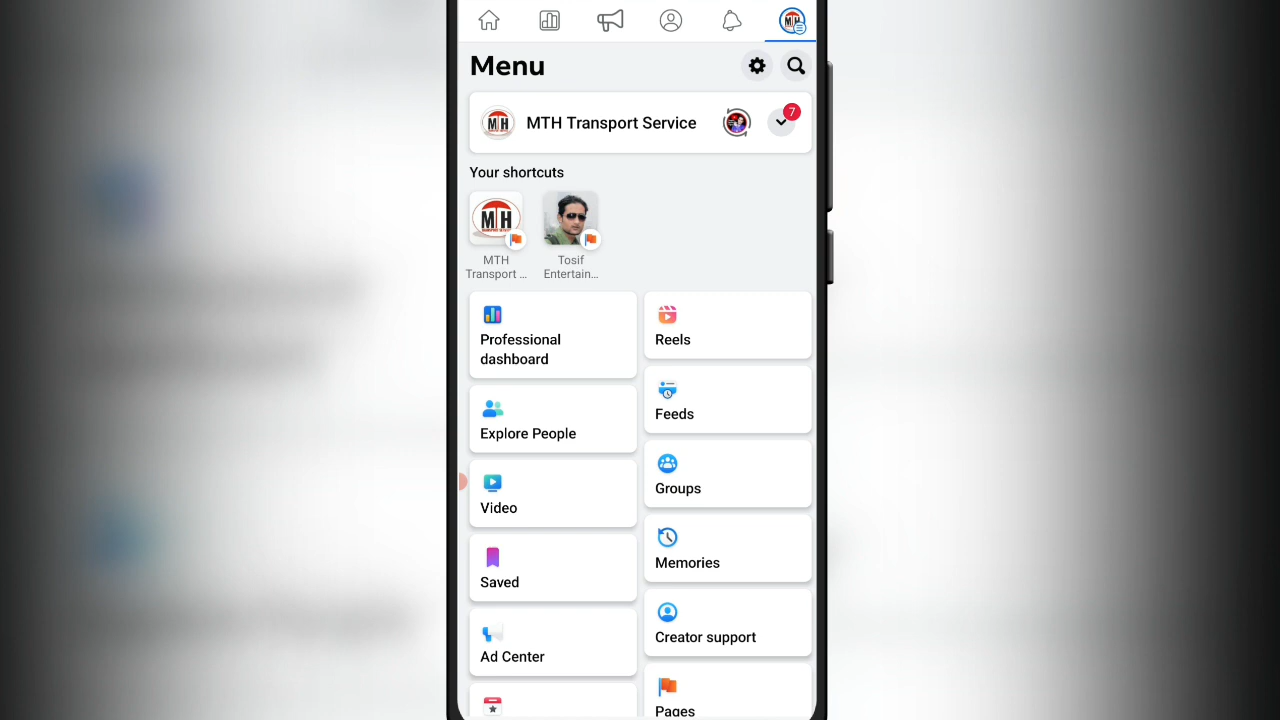 Menu
MTH Transport Service
7
Your shortcuts
MTH
MTH
Transport ...
Tosif
Entertain...
Professional
dashboard
Reels
Explore People
Feeds
Video
Groups
Saved
Memories
Ad Center
Creator support
Pages